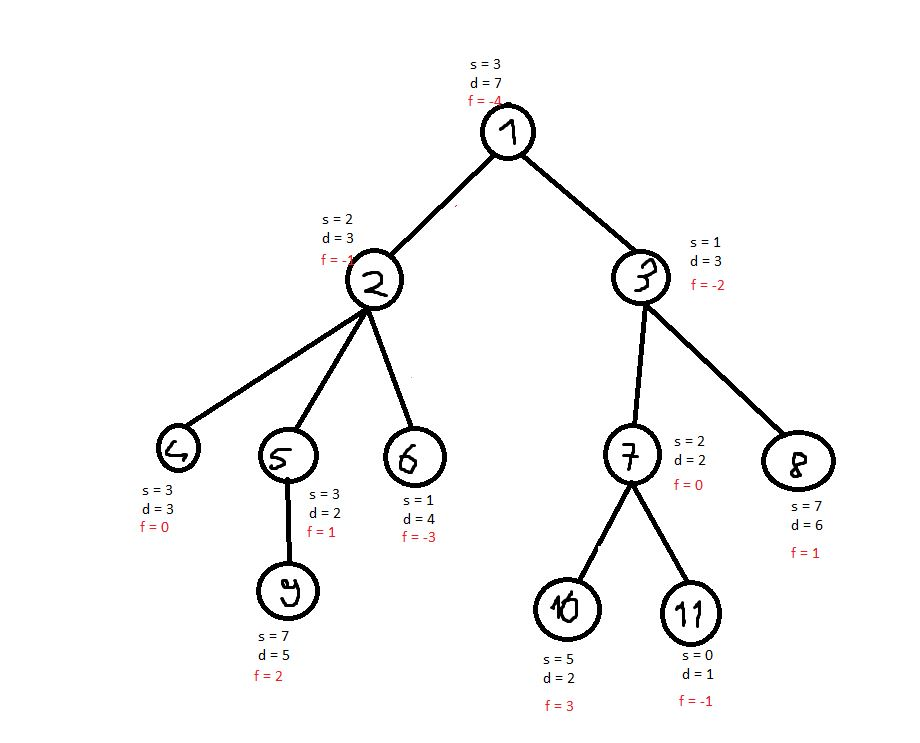 s = 3
d = 7
f = -4
1
s = 2
d = 3
f = -1
2
s = 1
d = 3
f = -2
3
4
s = 3
d = 3
f = 0
5
s = 3
d = 2
f = 1
6
s = 1
d = 4
f = -3
7
s = 2
d = 2
f = 0
8
s = 7
d = 6
f = 1
9
s = 7
d = 5
f = 2
10
s = 5
d = 2
f = 3
11
s = 0
d = 1
f = -1